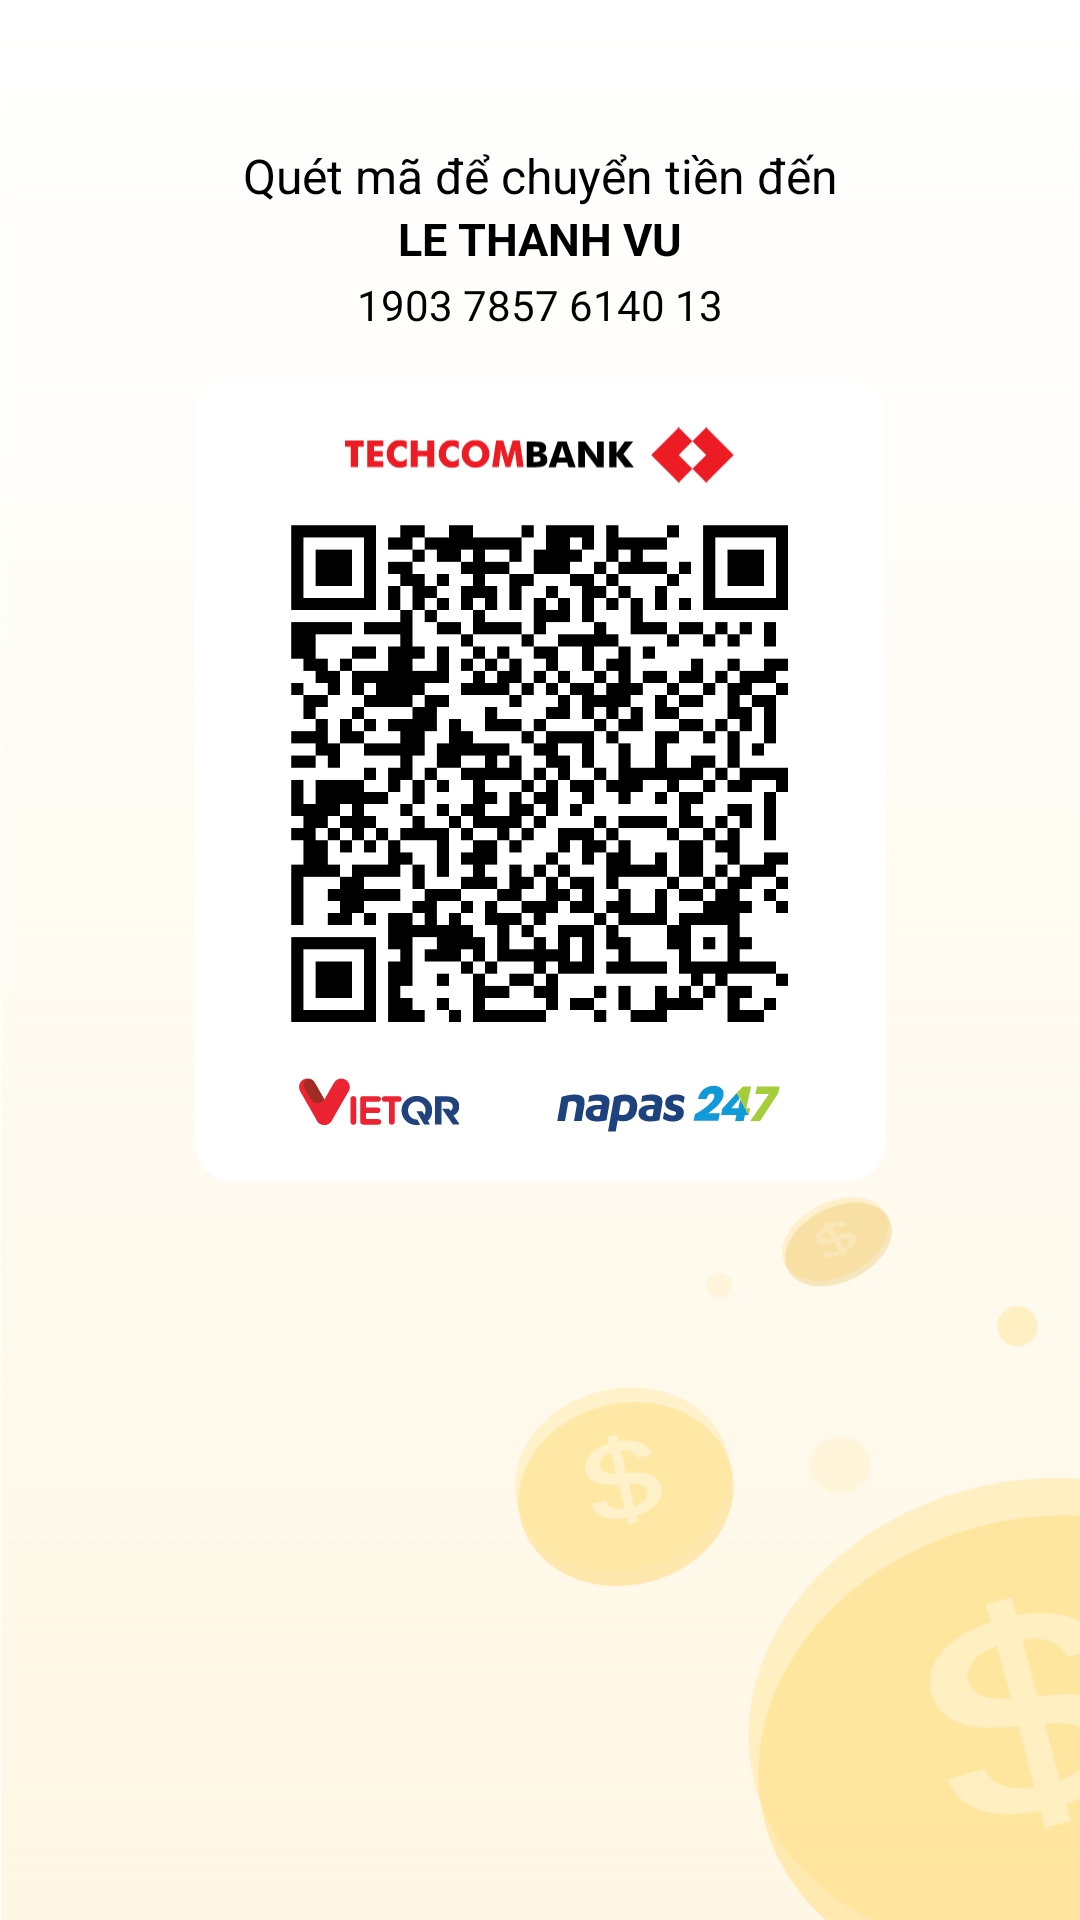 Quét mã để chuyển tiền đến
LE THANH VU
1903 7857 6140 13
TECHCOMBANK
VIETQR
napas 247
$
$
$